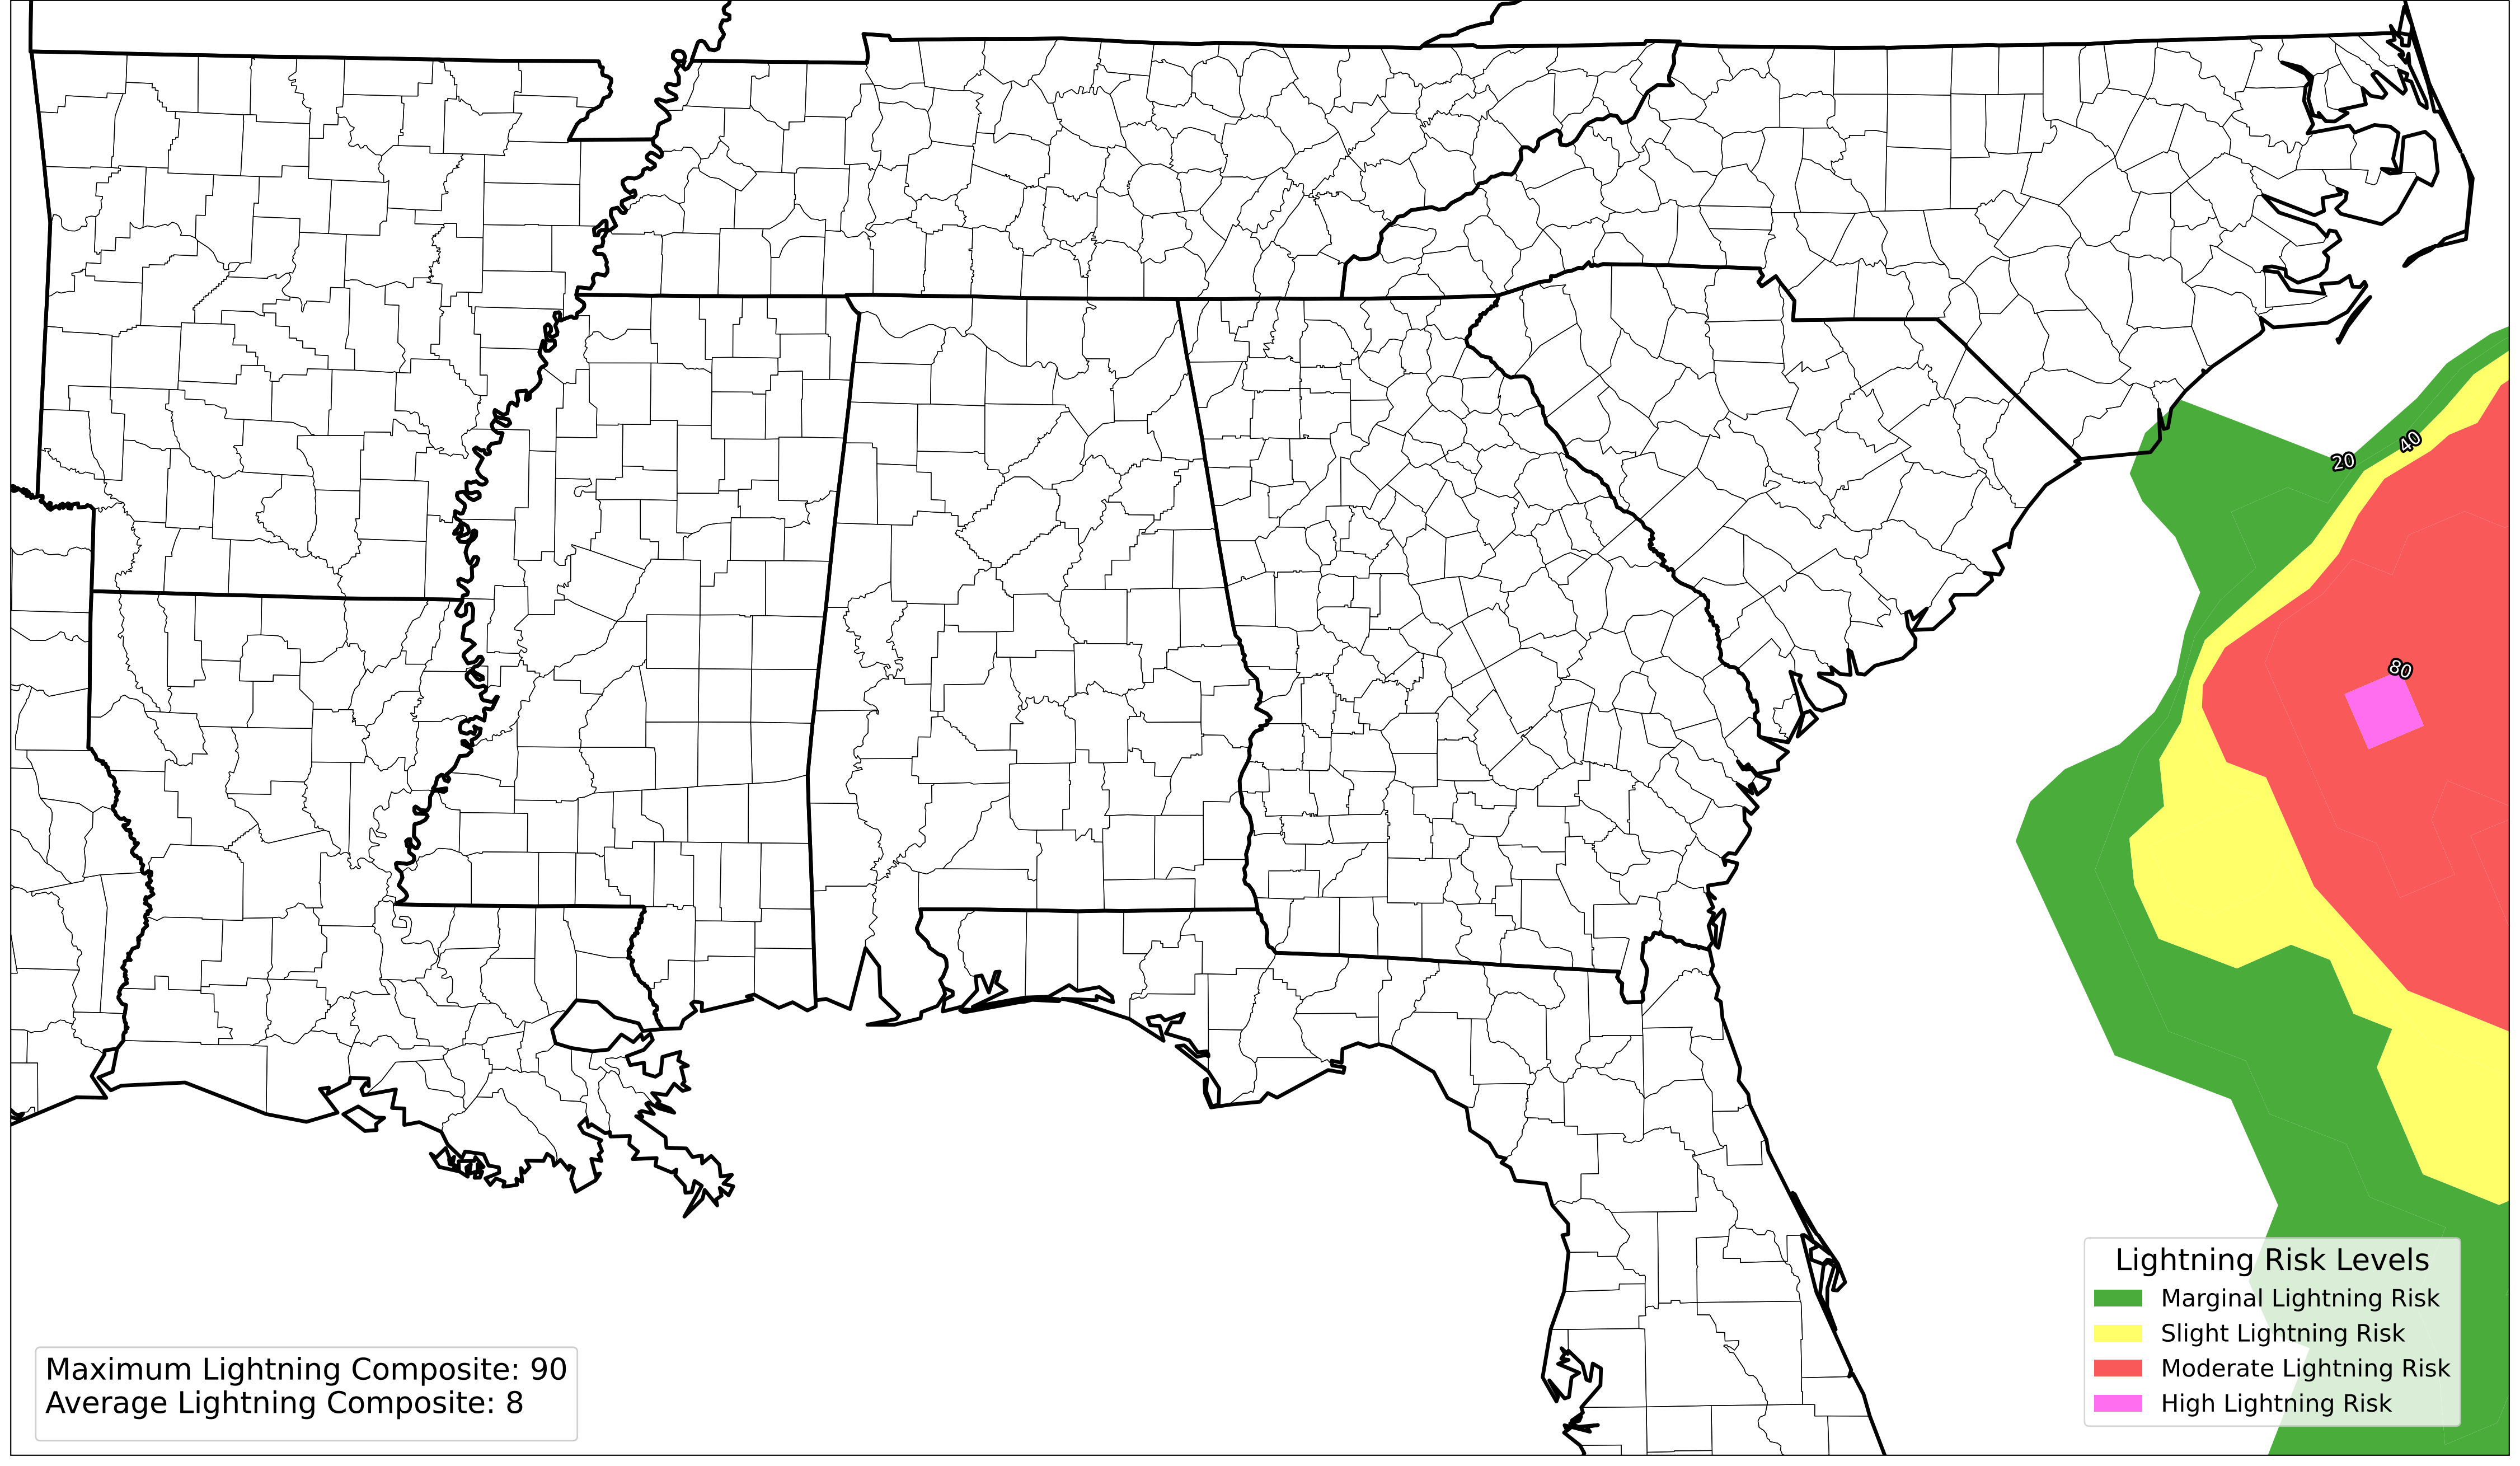 20
40
80
Lightning Risk Levels
Marginal Lightning Risk
Slight Lightning Risk
Moderate Lightning Risk
High Lightning Risk
Maximum Lightning Composite: 90
Average Lightning Composite: 8